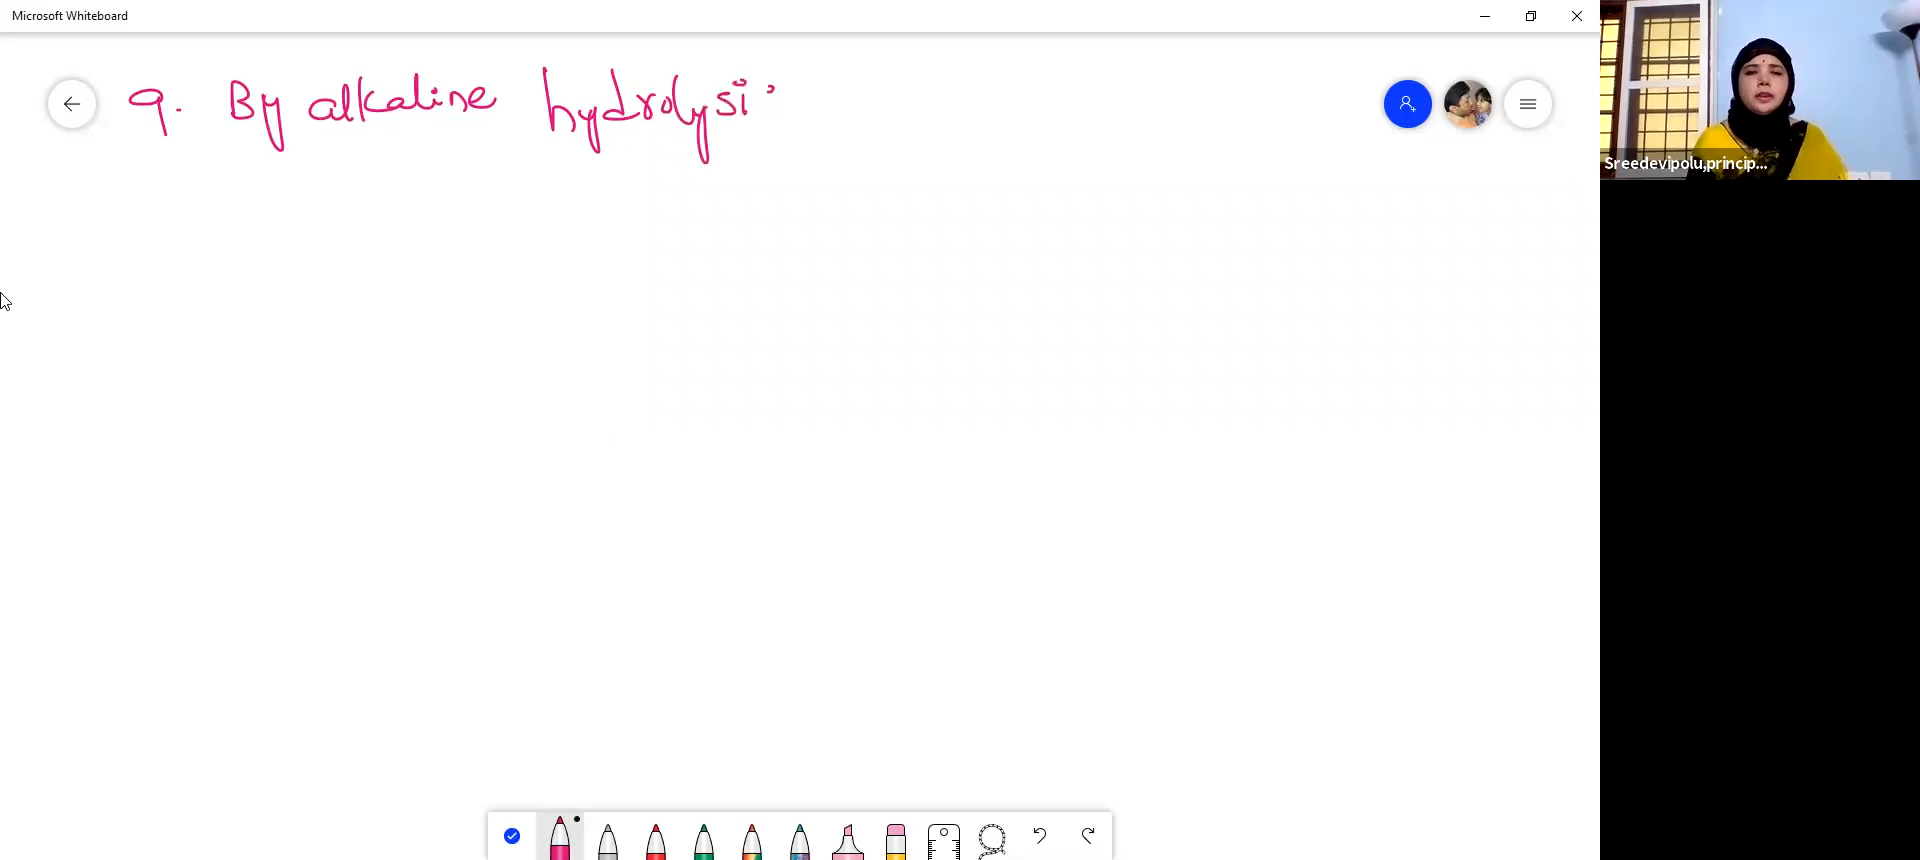 Microsoft Whiteboard
9. By alkaline hydrolysi
Sreedevipolu,princip...